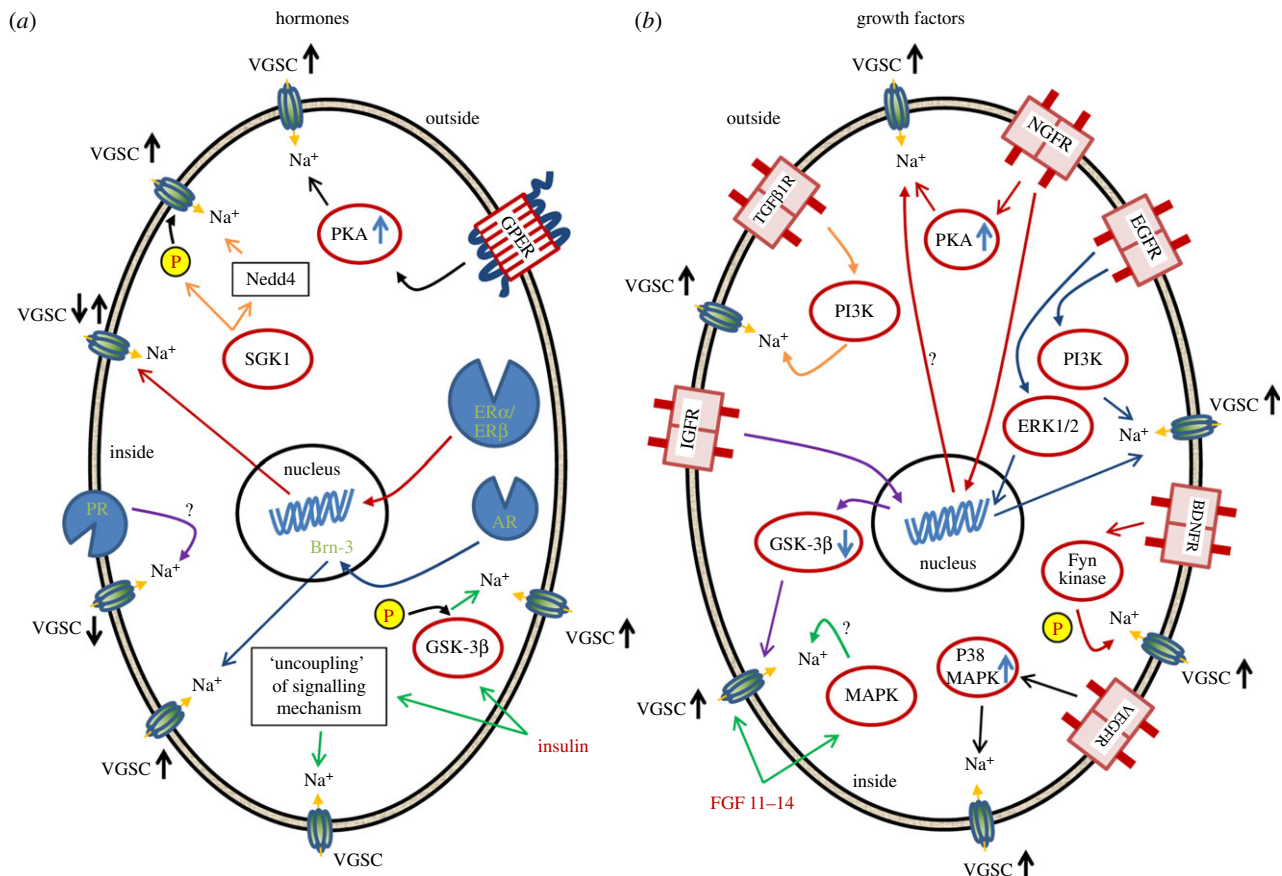 (a)
hormones
VGSC
outside
VGSC
Na⁺
Na⁺
PKA
GPER
P
Nedd4
VGSC
Na⁺
SGK1
ERα/
ERβ
inside
nucleus
PR
?
AR
Brn-3
Na⁺
Na⁺
P
VGSC
GSK-3β
VGSC
Na⁺
'uncoupling'
of signalling
mechanism
VGSC
insulin
Na⁺
VGSC
(b)
growth factors
VGSC
outside
NGFR
Na⁺
TGFβ1R
PKA
EGFR
VGSC
PI3K
Na⁺
?
PI3K
VGSC
IGFR
ERK1/2
Na⁺
BDNFR
GSK-3β
nucleus
Fyn
kinase
P
Na⁺
?
Na⁺
P38
MAPK
VGSC
VGSC
MAPK
VEGFR
Na⁺
inside
FGF 11–14
VGSC